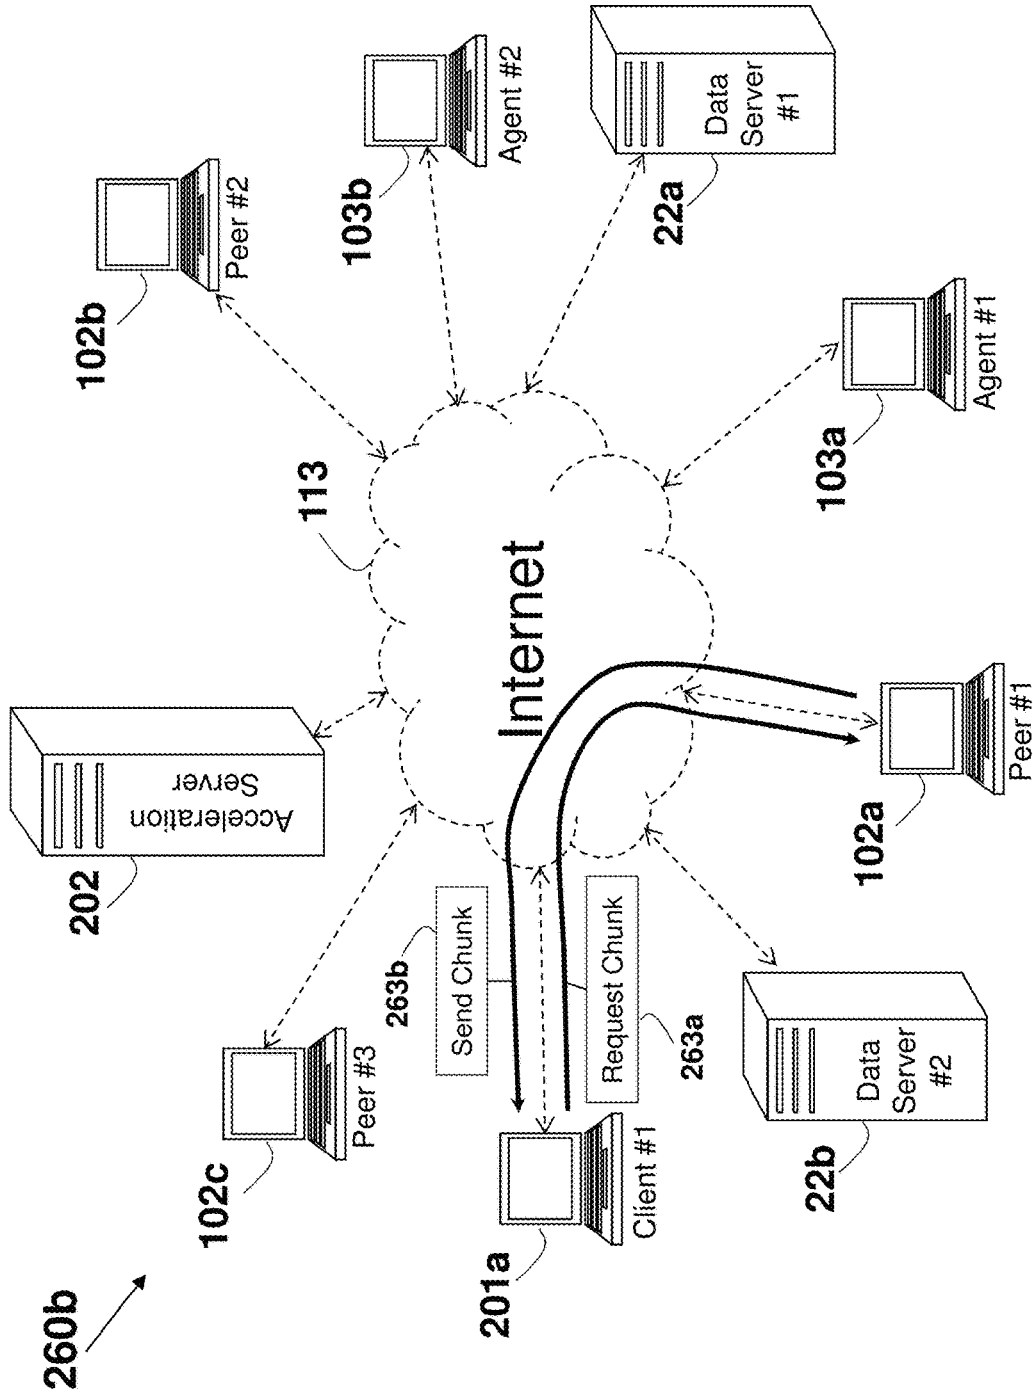 260b
102c
Peer #3
202
Acceleration
Server
102b
Peer #2
113
103b
Agent #2
201a
Client #1
263b
Send Chunk
Request Chunk
263a
Internet
22a
Data
Server
#1
22b
Data
Server
#2
102a
Peer #1
103a
Agent #1